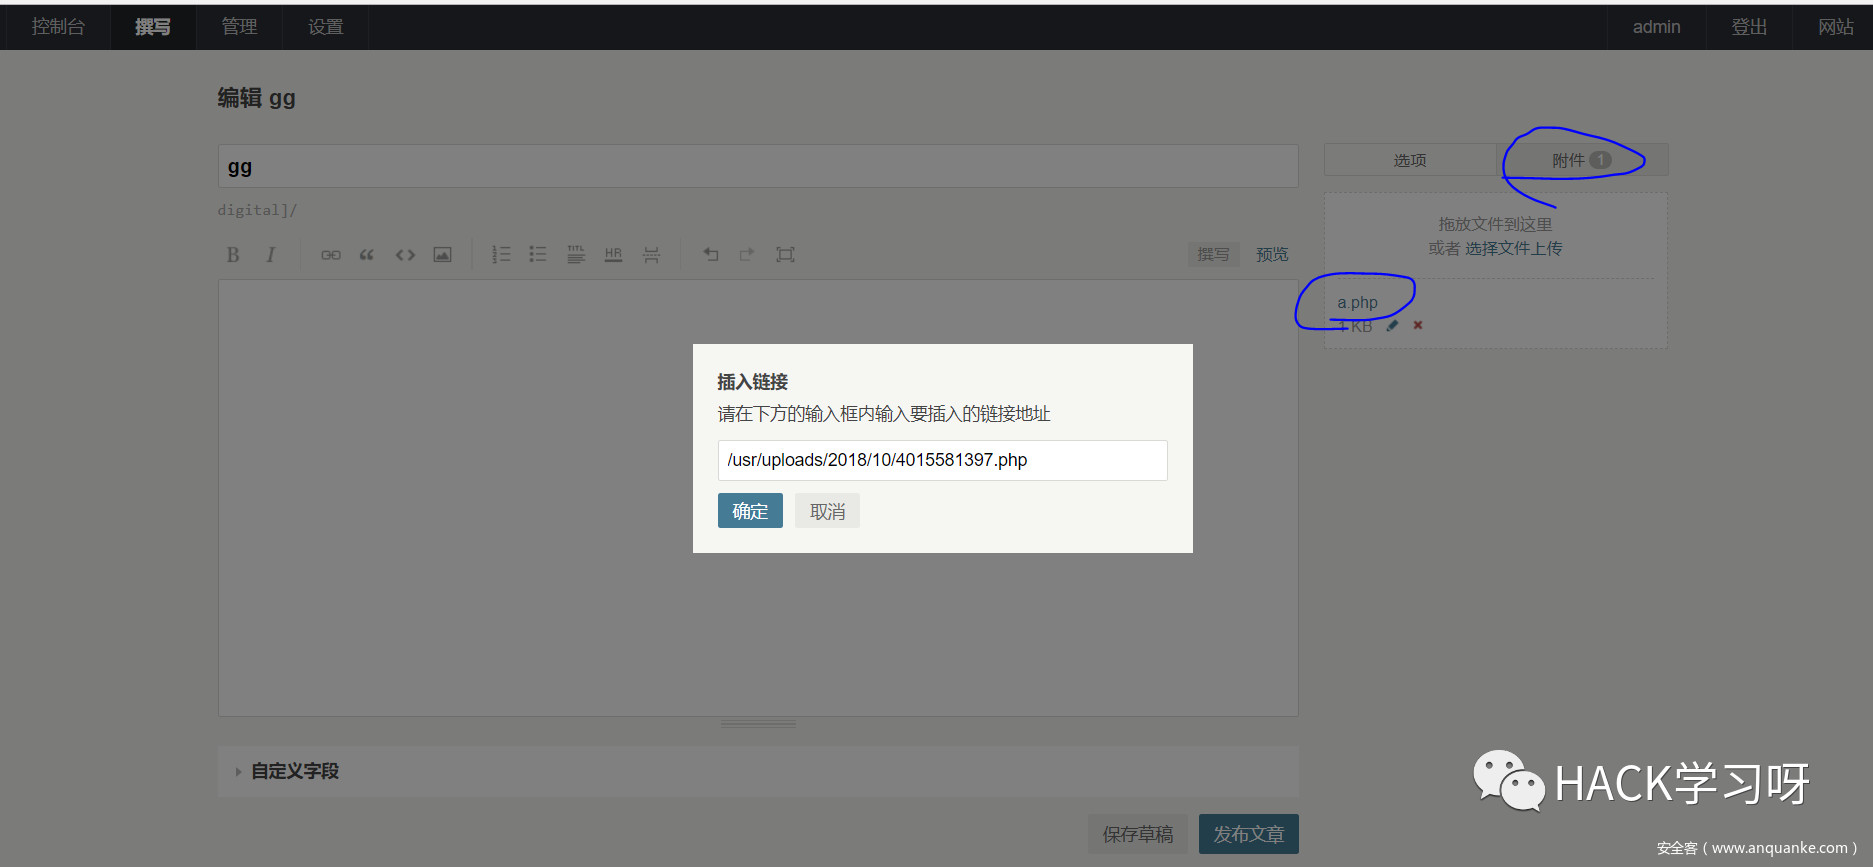 控制台 撰写 管理 设置 admin 登出 网站
编辑 gg
gg
digital]/
B I TITL HR 撰写 预览
选项 附件 1
拖放文件到这里
或者 选择文件上传
a.php
1 KB
插入链接
请在下方的输入框内输入要插入的链接地址
/usr/uploads/2018/10/4015581397.php
确定 取消
自定义字段
保存草稿 发布文章
HACK学习呀
安全客（www.anquanke.com）